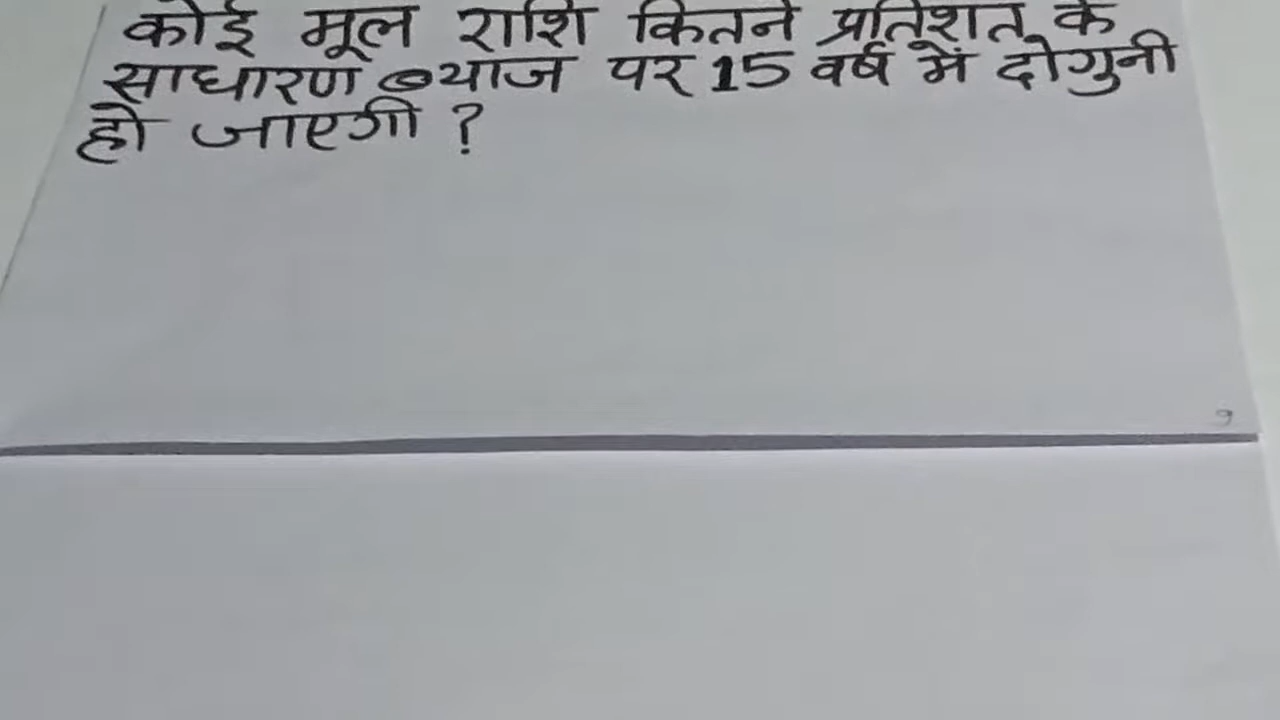 कोई मूल राशि कितने प्रतिशत के
साधारण ब्याज पर 15 वर्ष में दोगुनी
हो जाएगी ?